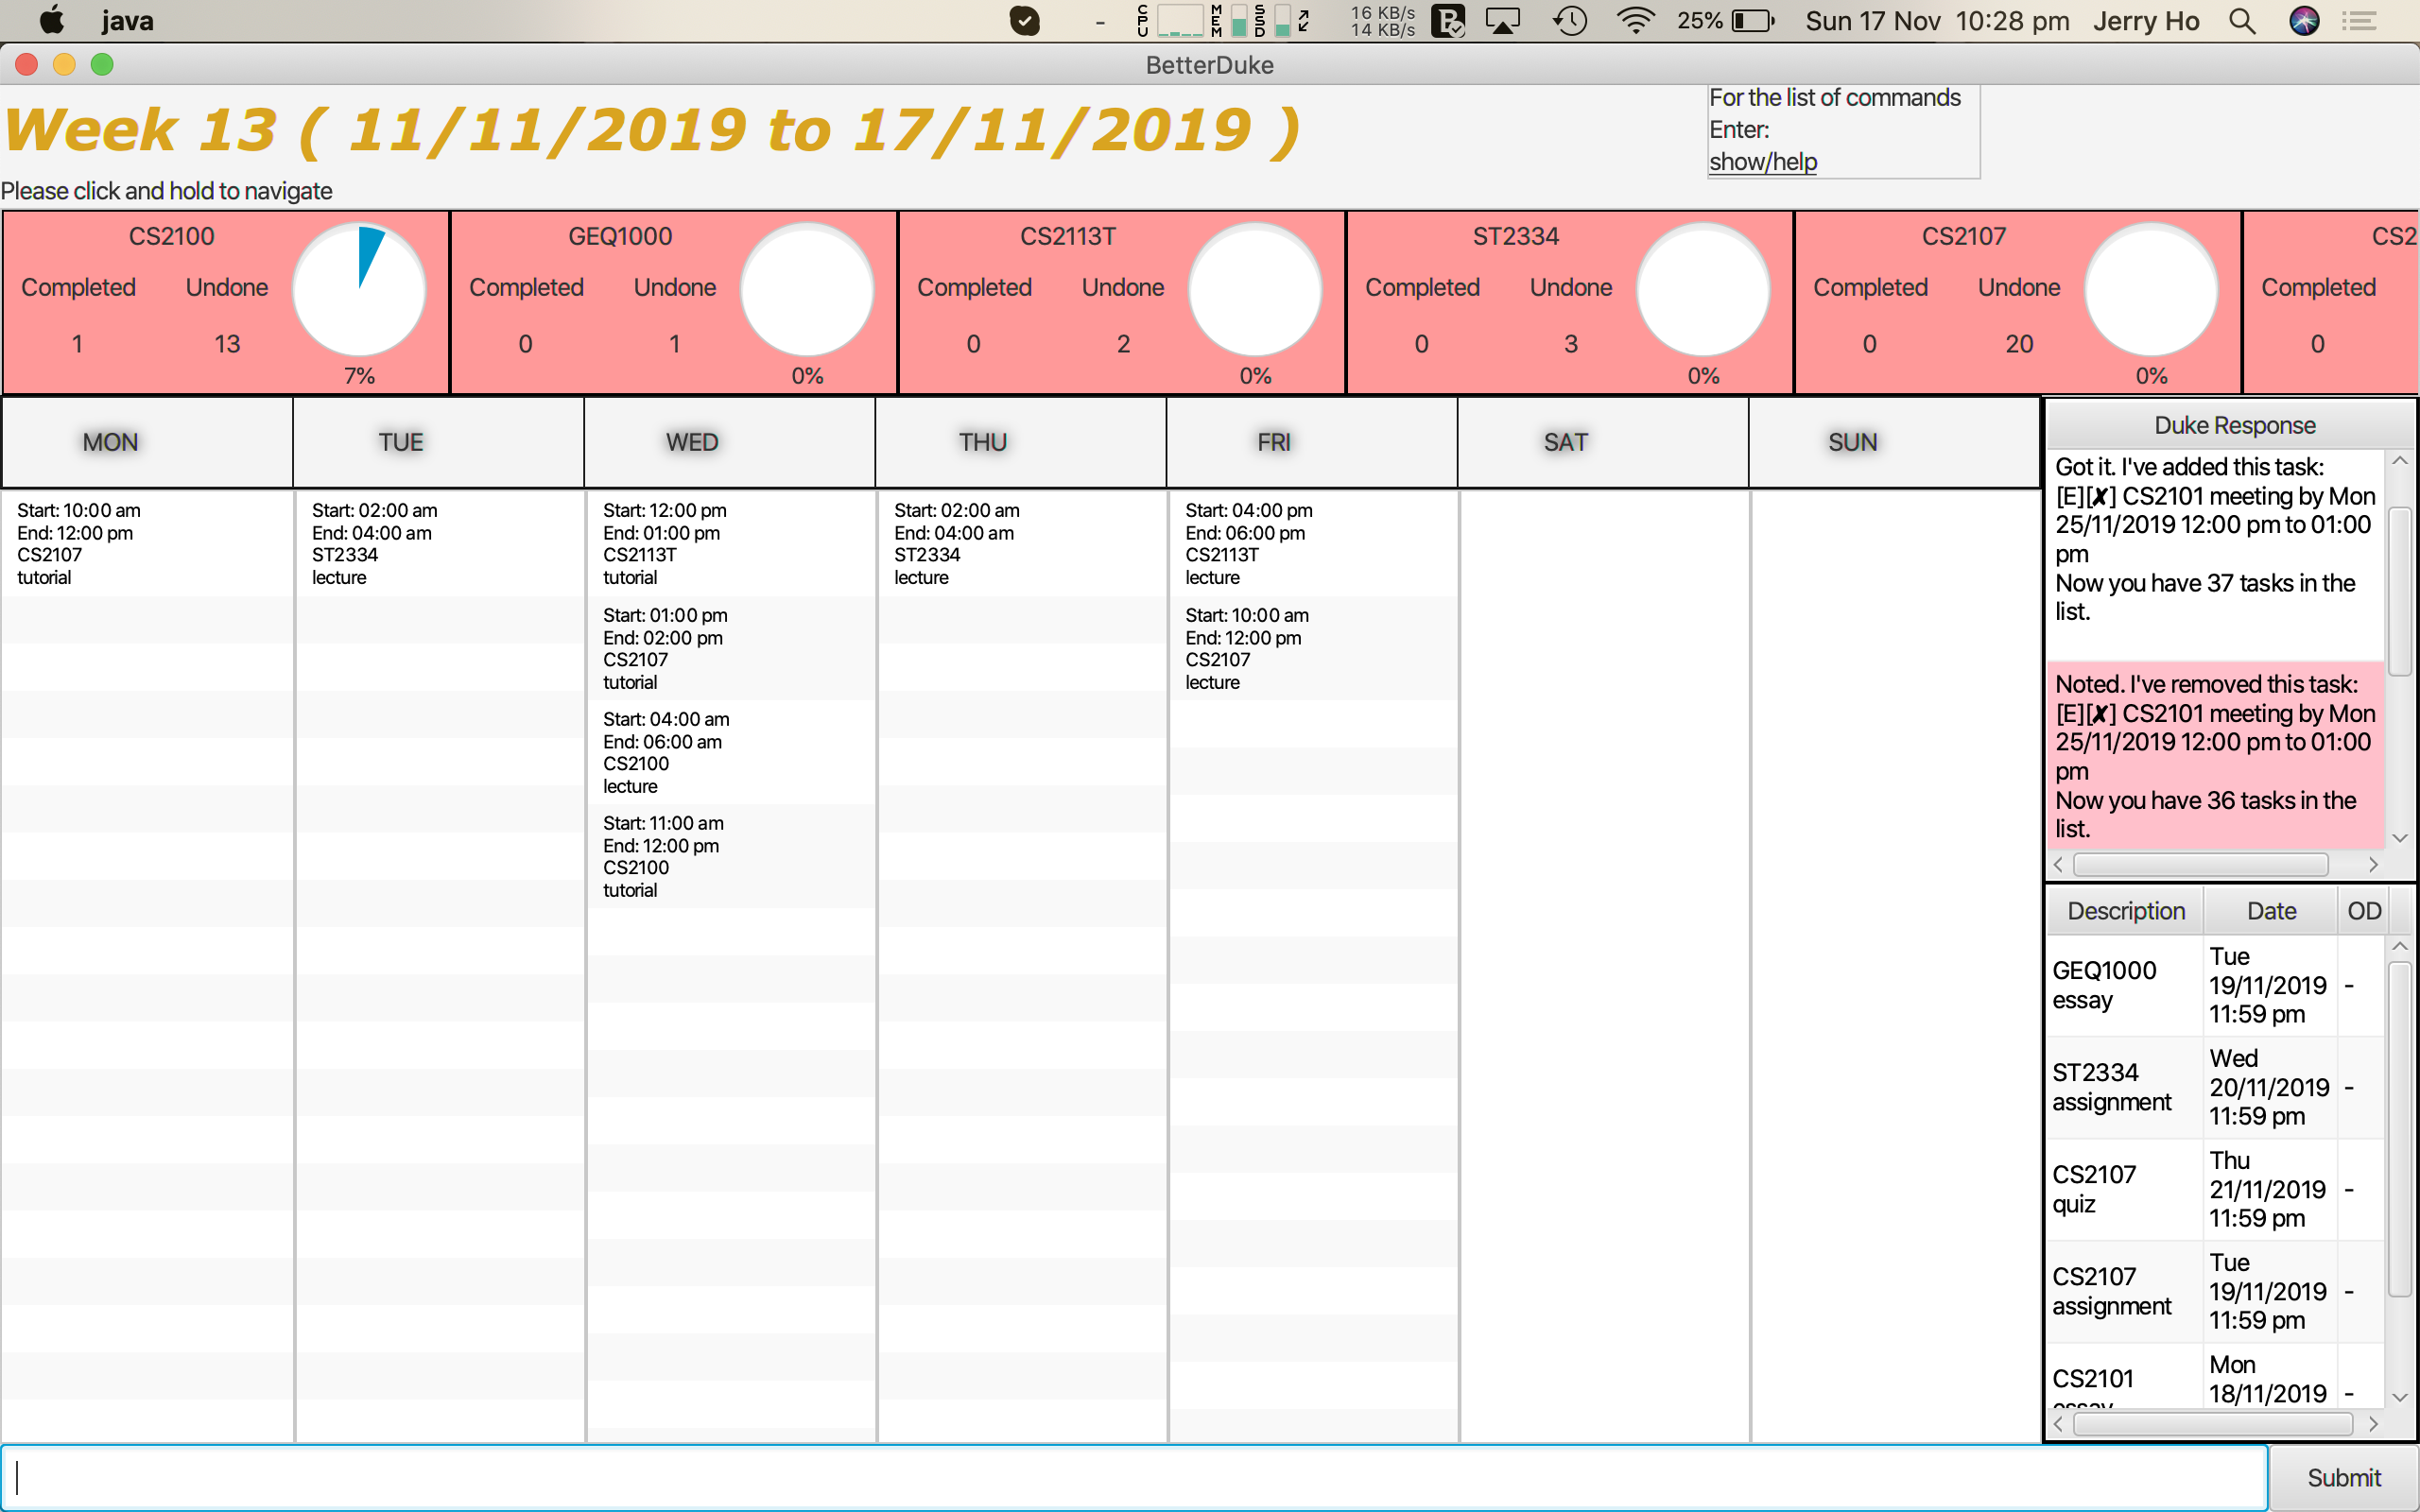 java
CPU
MEM
SSD
16 KB/s
14 KB/s
25%
Sun 17 Nov 10:28 pm
Jerry Ho
BetterDuke
Week 13 ( 11/11/2019 to 17/11/2019 )
For the list of commands
Enter:
show/help
Please click and hold to navigate
CS2100
Completed Undone
1 13
7%
GEQ1000
Completed Undone
0 1
0%
CS2113T
Completed Undone
0 2
0%
ST2334
Completed Undone
0 3
0%
CS2107
Completed Undone
0 20
0%
CS2
Completed
0
MON TUE WED THU FRI SAT SUN
Start: 10:00 am
End: 12:00 pm
CS2107
tutorial
Start: 02:00 am
End: 04:00 am
ST2334
lecture
Start: 12:00 pm
End: 01:00 pm
CS2113T
tutorial
Start: 01:00 pm
End: 02:00 pm
CS2107
tutorial
Start: 04:00 am
End: 06:00 am
CS2100
lecture
Start: 11:00 am
End: 12:00 pm
CS2100
tutorial
Start: 02:00 am
End: 04:00 am
ST2334
lecture
Start: 04:00 pm
End: 06:00 pm
CS2113T
lecture
Start: 10:00 am
End: 12:00 pm
CS2107
lecture
Duke Response
Got it. I've added this task:
[E][✘] CS2101 meeting by Mon
25/11/2019 12:00 pm to 01:00
pm
Now you have 37 tasks in the
list.
Noted. I've removed this task:
[E][✘] CS2101 meeting by Mon
25/11/2019 12:00 pm to 01:00
pm
Now you have 36 tasks in the
list.
Description Date OD
GEQ1000
essay
Tue
19/11/2019
11:59 pm
-
ST2334
assignment
Wed
20/11/2019
11:59 pm
-
CS2107
quiz
Thu
21/11/2019
11:59 pm
-
CS2107
assignment
Tue
19/11/2019
11:59 pm
-
CS2101
essay
Mon
18/11/2019
-
Submit